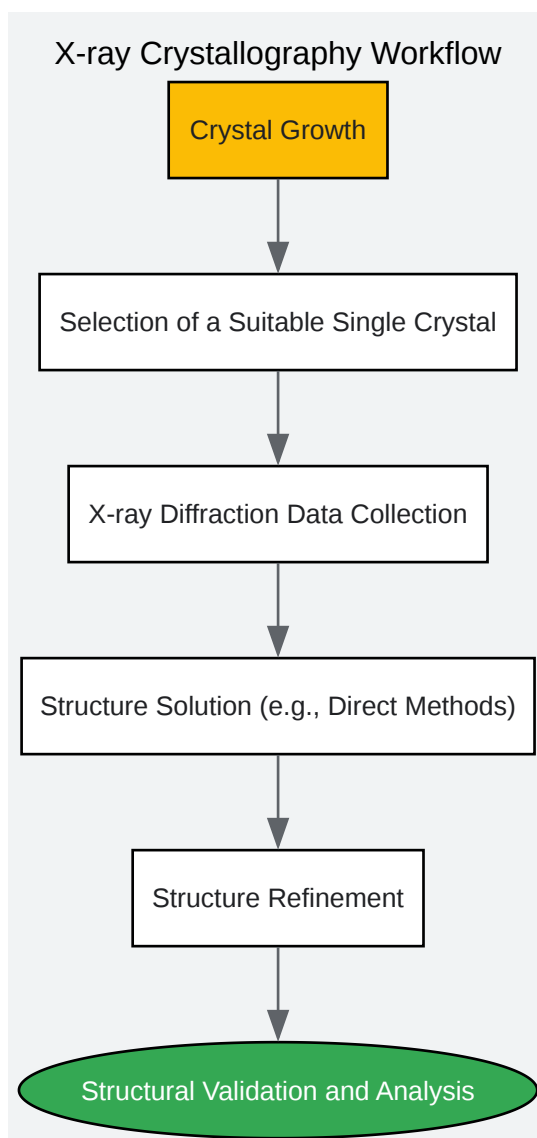 X-ray Crystallography Workflow
Crystal Growth
Selection of a Suitable Single Crystal
X-ray Diffraction Data Collection
Structure Solution (e.g., Direct Methods)
Structure Refinement
Structural Validation and Analysis